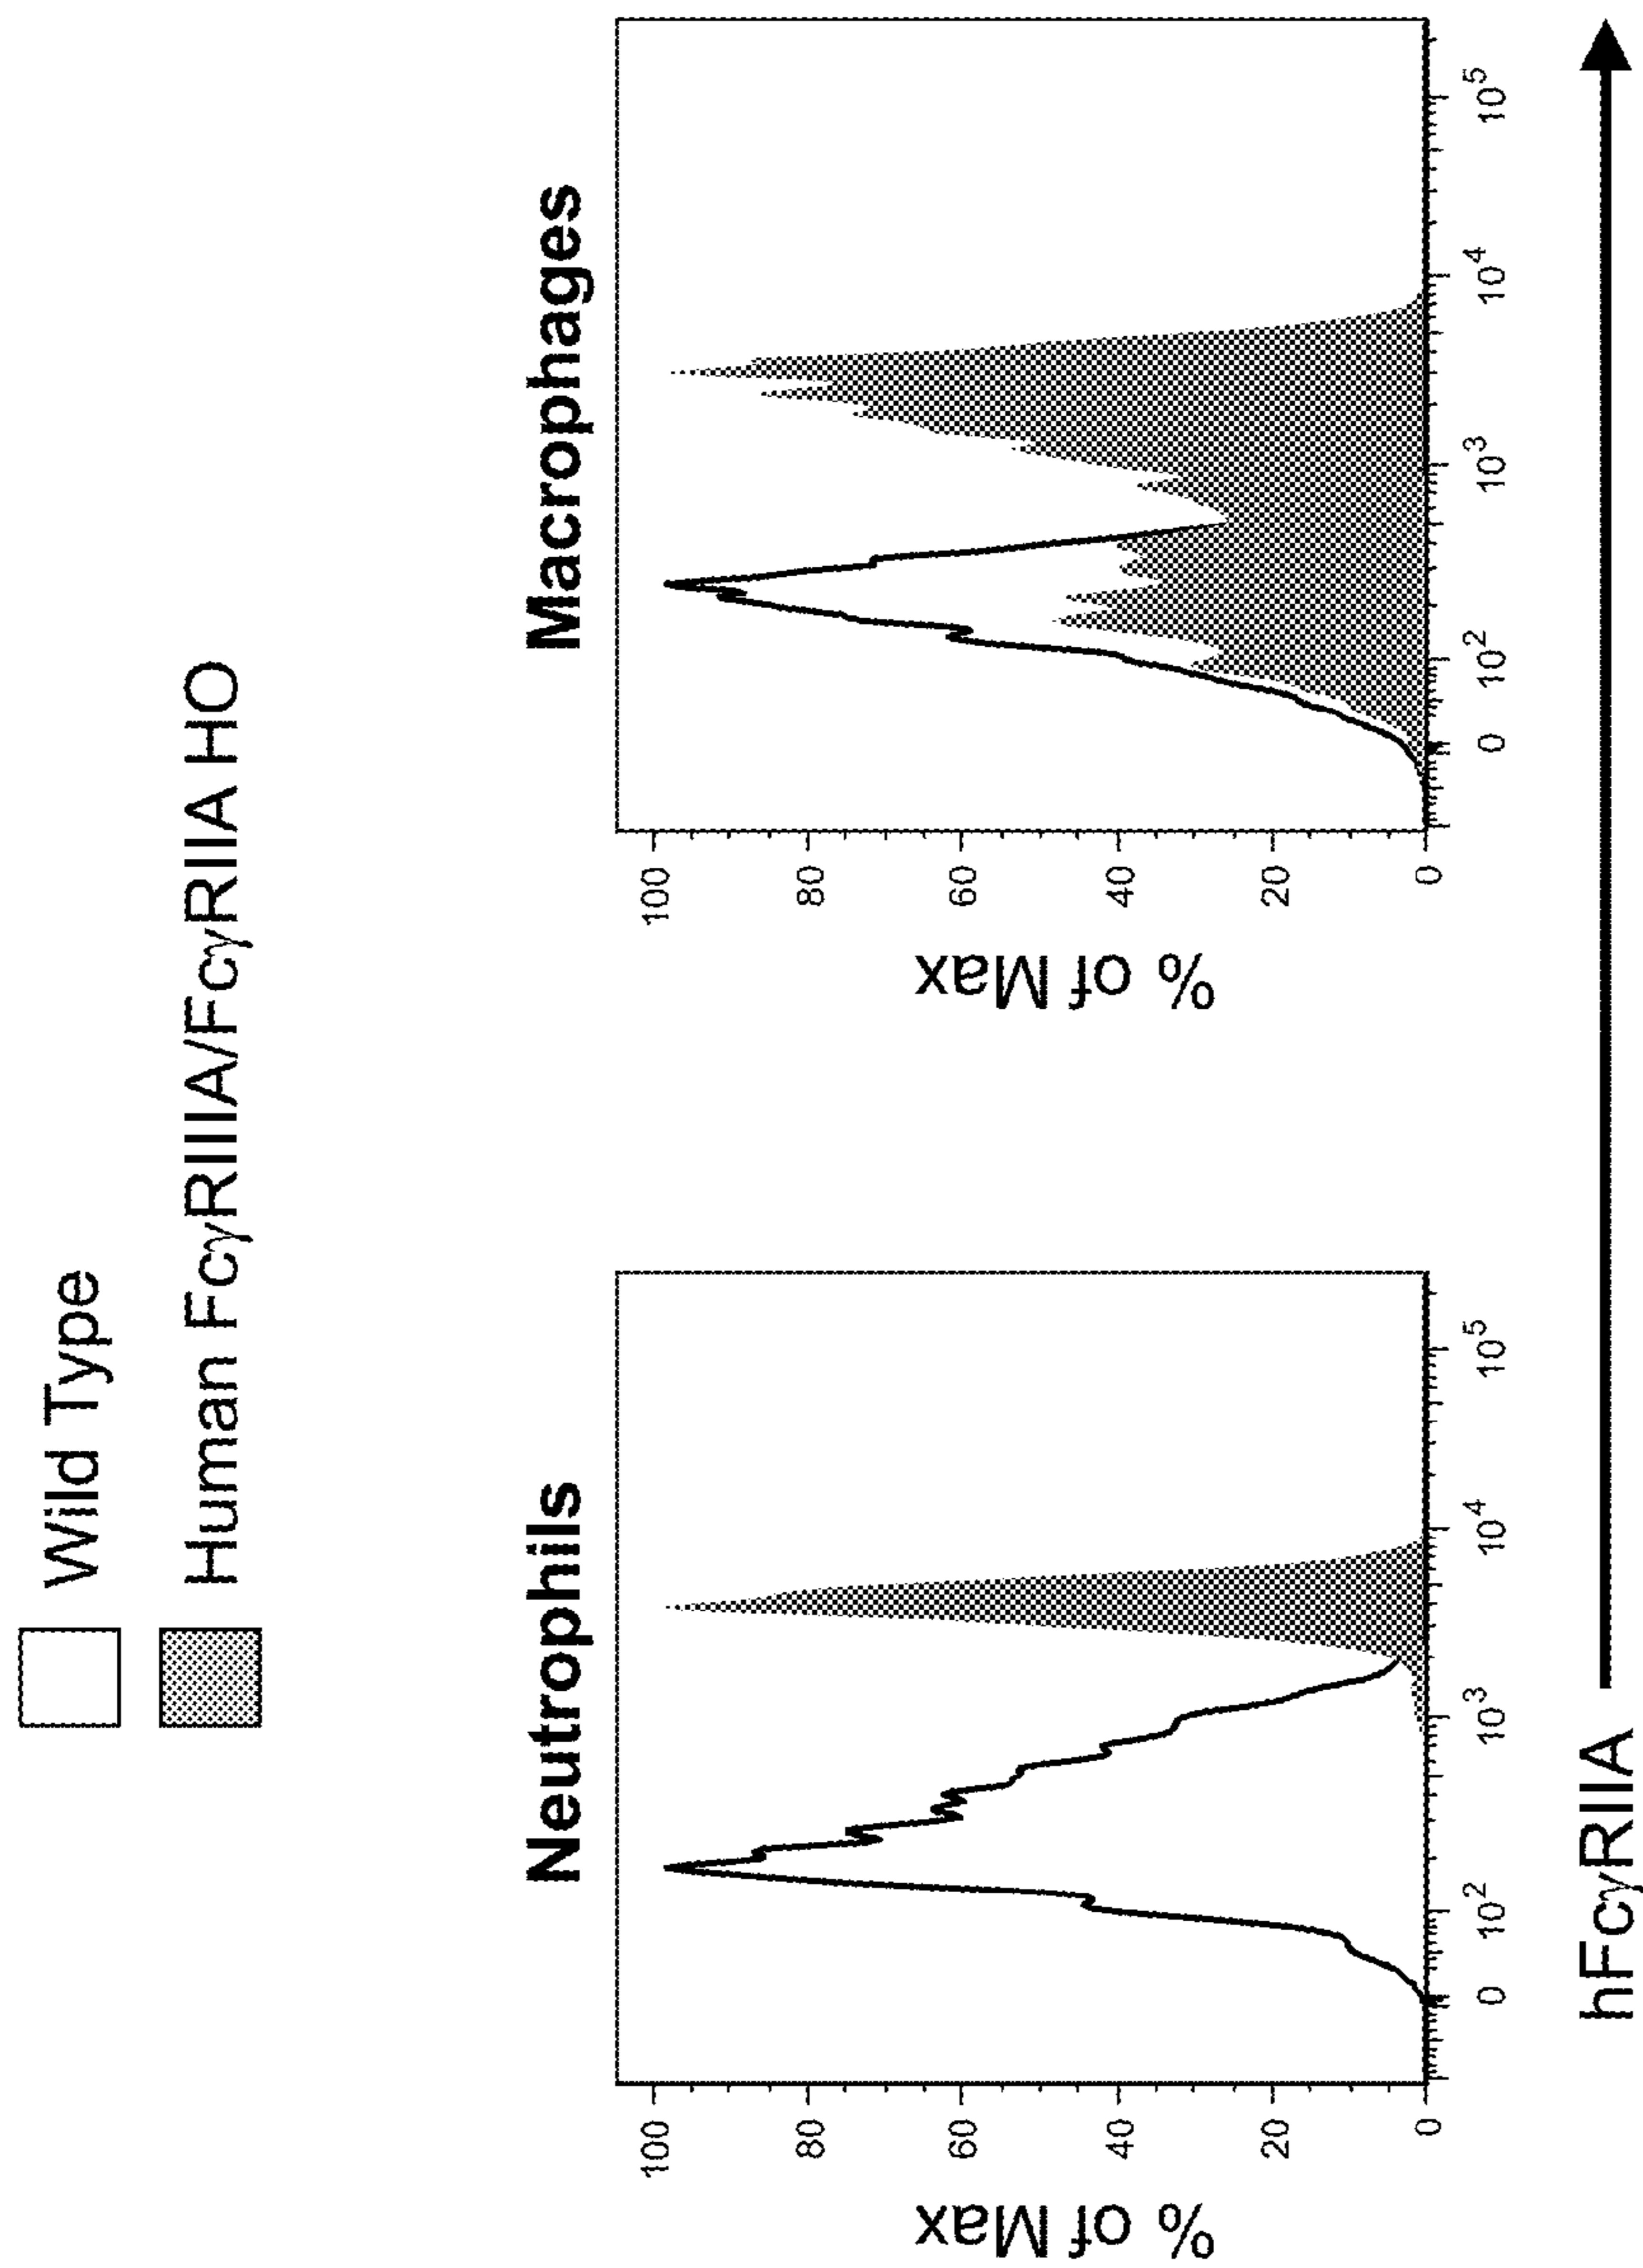 Wild Type
Human FcγRIIIA/FcγRIIA HO
Neutrophils
% of Max
100
80
60
40
20
0
0 10² 10³ 10⁴ 10⁵
Macrophages
% of Max
100
80
60
40
20
0
0 10² 10³ 10⁴ 10⁵
hFcγRIIA